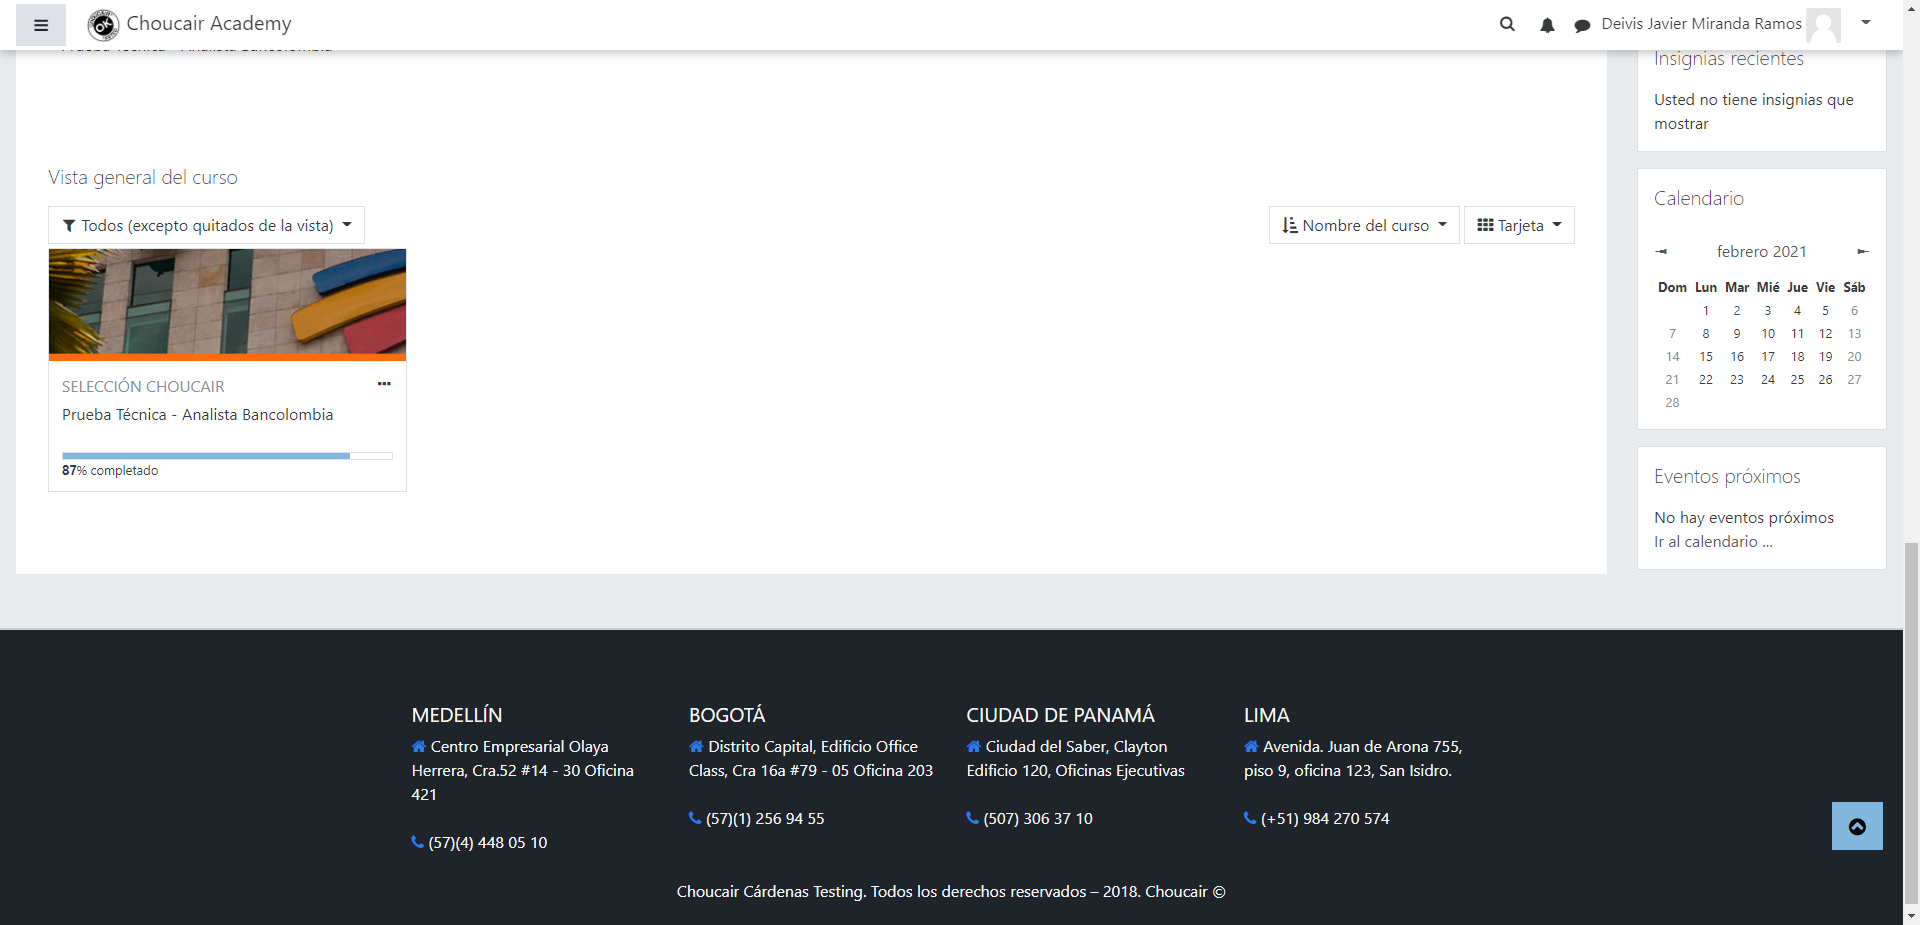 Choucair Academy
Deivis Javier Miranda Ramos
Prueba Técnica - Analista Bancolombia
Insignias recientes
Usted no tiene insignias que
mostrar
Vista general del curso
Todos (excepto quitados de la vista)
Nombre del curso
Tarjeta
SELECCIÓN CHOUCAIR
Prueba Técnica - Analista Bancolombia
87% completado
Calendario
febrero 2021
Dom Lun Mar Mié Jue Vie Sáb
1 2 3 4 5 6
7 8 9 10 11 12 13
14 15 16 17 18 19 20
21 22 23 24 25 26 27
28
Eventos próximos
No hay eventos próximos
Ir al calendario ...
MEDELLÍN
Centro Empresarial Olaya
Herrera, Cra.52 #14 - 30 Oficina
421
(57)(4) 448 05 10
BOGOTÁ
Distrito Capital, Edificio Office
Class, Cra 16a #79 - 05 Oficina 203
(57)(1) 256 94 55
CIUDAD DE PANAMÁ
Ciudad del Saber, Clayton
Edificio 120, Oficinas Ejecutivas
(507) 306 37 10
LIMA
Avenida. Juan de Arona 755,
piso 9, oficina 123, San Isidro.
(+51) 984 270 574
Choucair Cárdenas Testing. Todos los derechos reservados – 2018. Choucair ©